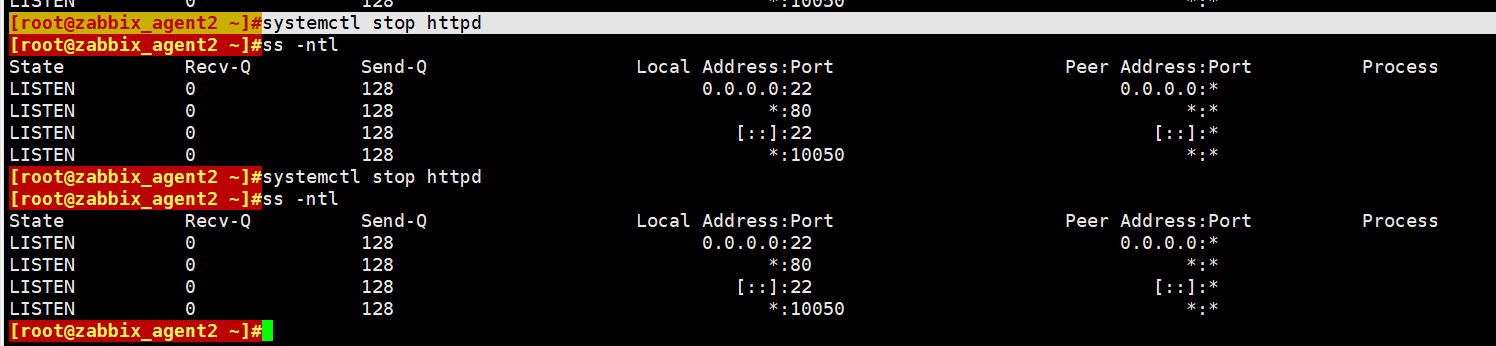 LISTEN 0 128 *:10050 *:*
[root@zabbix_agent2 ~]#systemctl stop httpd
[root@zabbix_agent2 ~]#ss -ntl
State Recv-Q Send-Q Local Address:Port Peer Address:Port Process
LISTEN 0 128 0.0.0.0:22 0.0.0.0:*
LISTEN 0 128 *:80 *:*
LISTEN 0 128 [::]:22 [::]:*
LISTEN 0 128 *:10050 *:*
[root@zabbix_agent2 ~]#systemctl stop httpd
[root@zabbix_agent2 ~]#ss -ntl
State Recv-Q Send-Q Local Address:Port Peer Address:Port Process
LISTEN 0 128 0.0.0.0:22 0.0.0.0:*
LISTEN 0 128 *:80 *:*
LISTEN 0 128 [::]:22 [::]:*
LISTEN 0 128 *:10050 *:*
[root@zabbix_agent2 ~]#